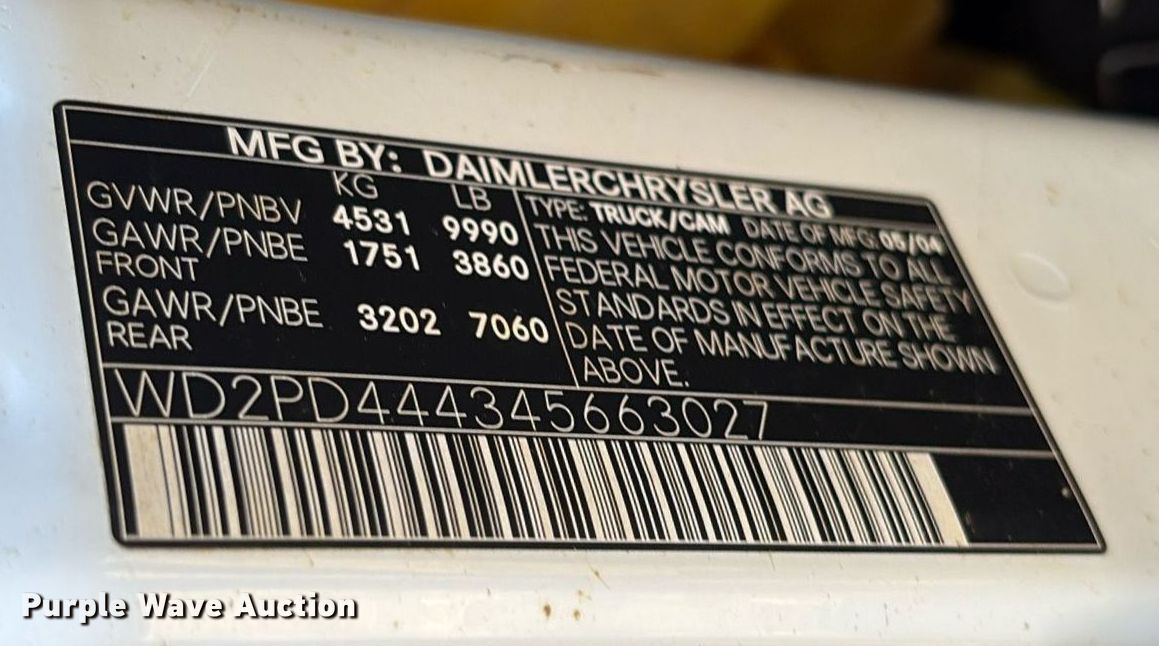 MFG BY: DAIMLERCHRYSLER AG
KG LB
GVWR/PNBV 4531 9990
GAWR/PNBE 1751 3860
FRONT
GAWR/PNBE 3202 7060
REAR
TYPE: TRUCK/CAM DATE OF MFG: 05/04
THIS VEHICLE CONFORMS TO ALL
FEDERAL MOTOR VEHICLE SAFETY
STANDARDS IN EFFECT ON THE
DATE OF MANUFACTURE SHOWN
ABOVE.
WD2PD444345663027
Purple Wave Auction